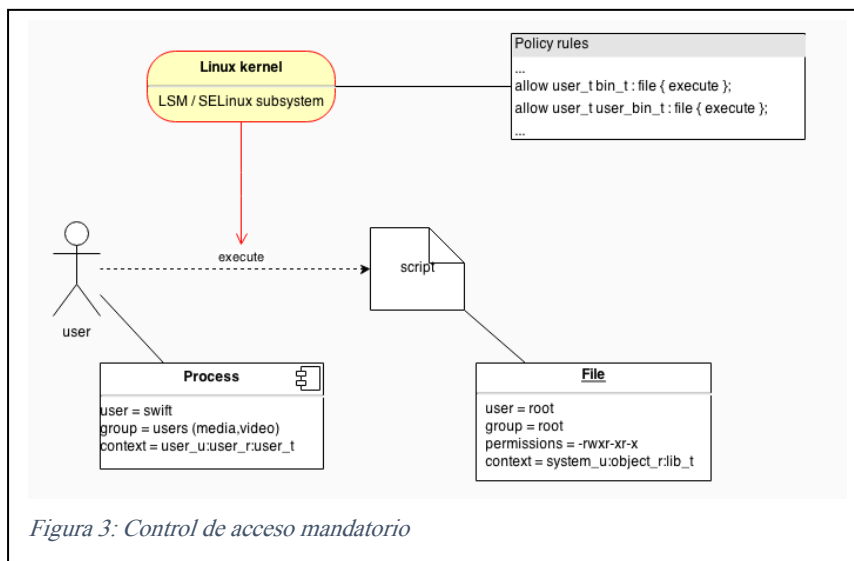 Linux kernel
LSM / SELinux subsystem
Policy rules
...
allow user_t bin_t : file { execute };
allow user_t user_bin_t : file { execute };
...
execute
script
user
Process
user = swift
group = users (media,video)
context = user_u:user_r:user_t
File
user = root
group = root
permissions = -rwxr-xr-x
context = system_u:object_r:lib_t
Figura 3: Control de acceso mandatorio